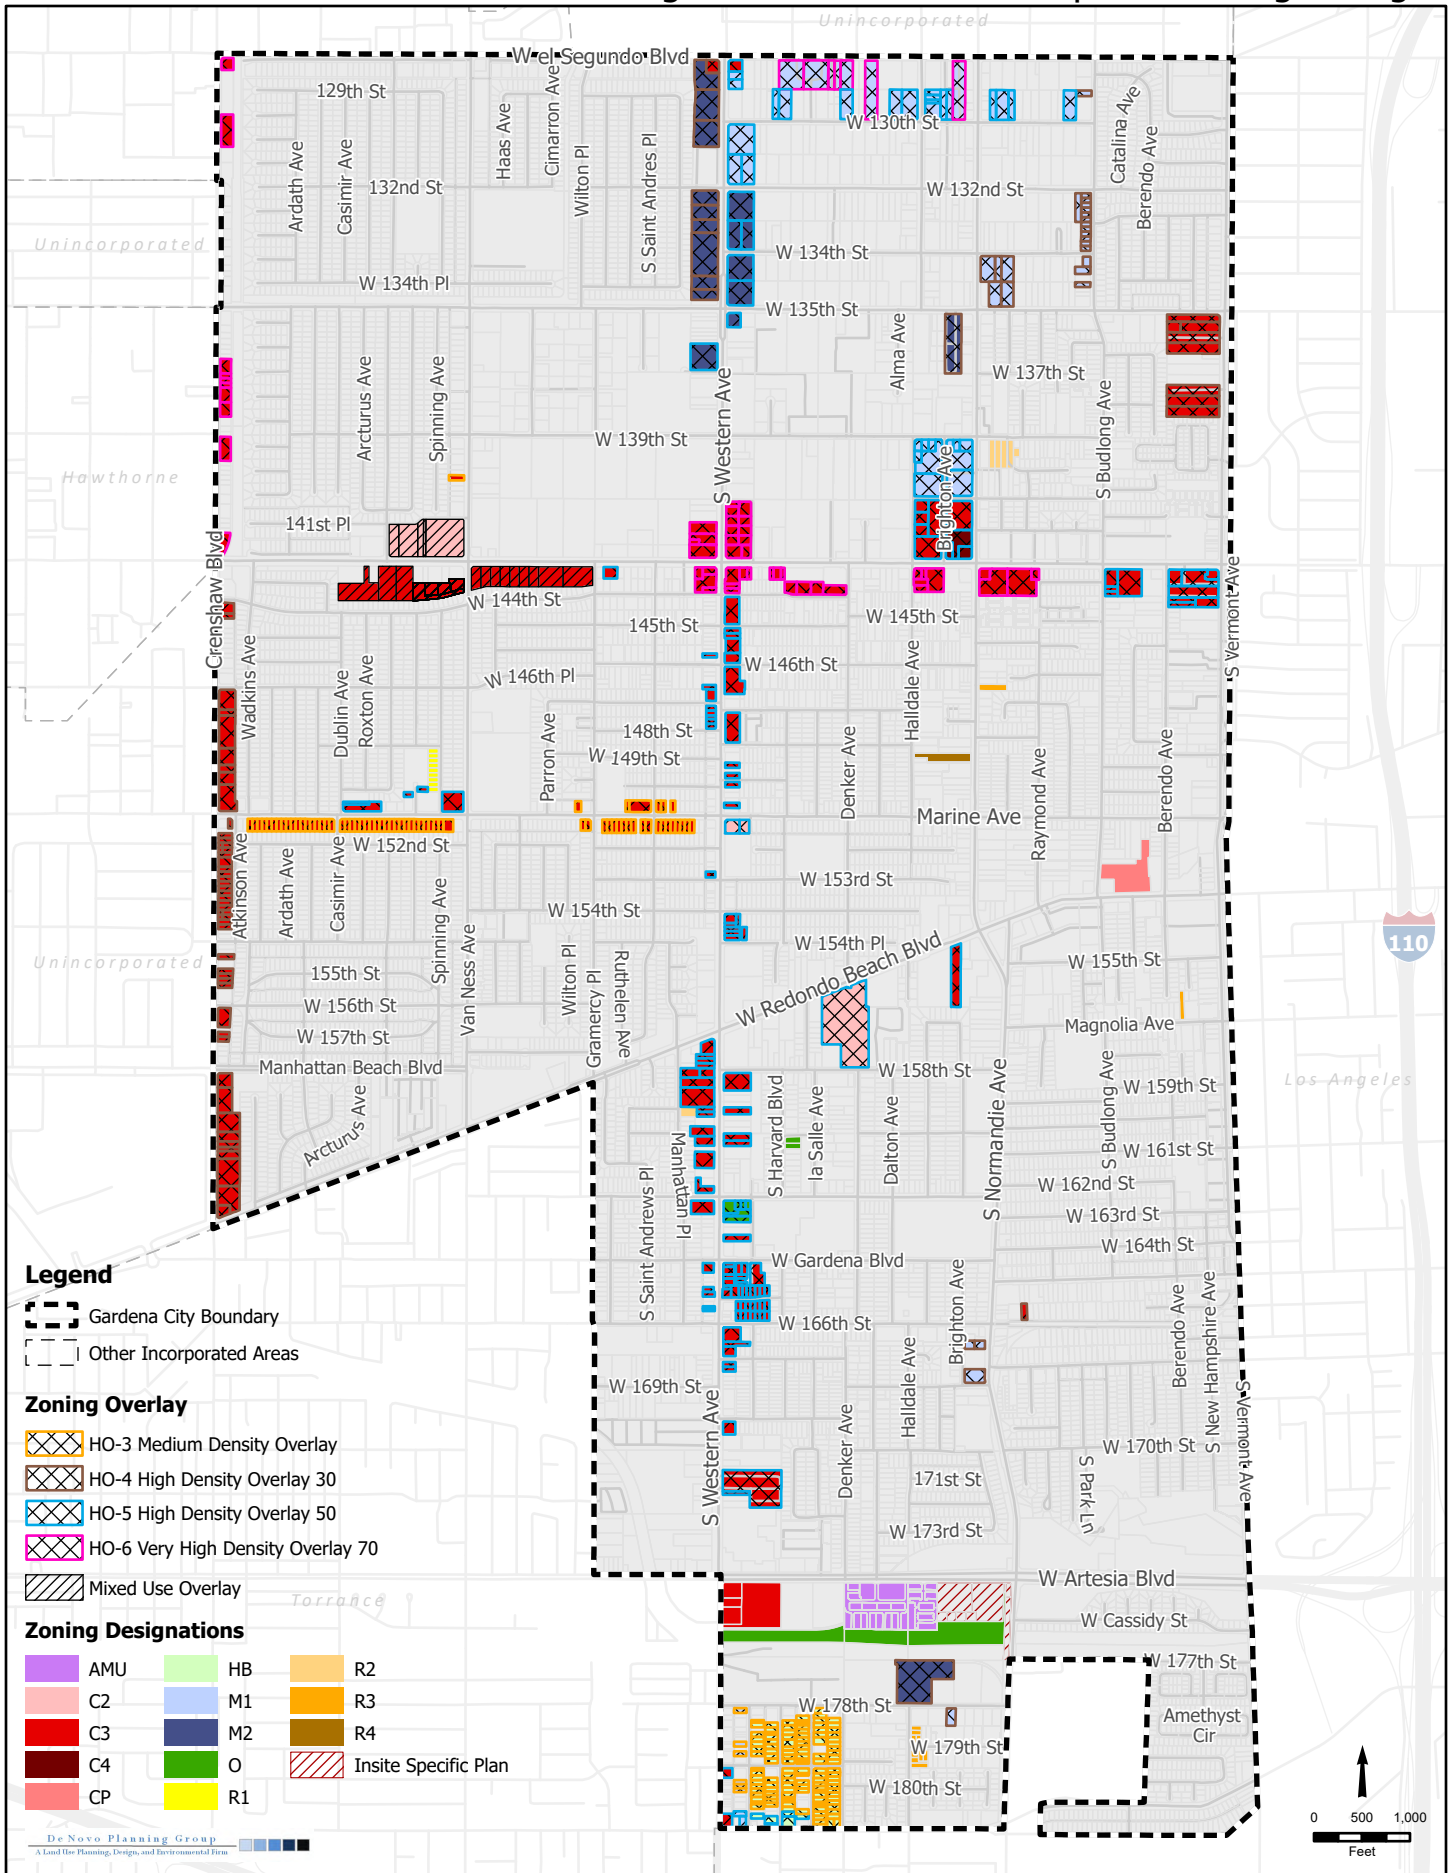 Unincorporated
W el Segundo Blvd
129th St
Haas Ave
Cimarron Ave
W 130th St
Catalina Ave
Berendo Ave
Ardath Ave
Casimir Ave
Wilton Pl
S Saint Andres Pl
132nd St
W 132nd St
Unincorporated
W 134th St
W 134th Pl
W 135th St
Arcturus Ave
Spinning Ave
S Western Ave
Alma Ave
W 137th St
S Budlong Ave
W 139th St
Hawthorne
Brighton Ave
141st Pl
Crenshaw Blvd
S Vermont Ave
W 144th St
145th St
W 145th St
Wadkins Ave
Dublin Ave
Roxton Ave
W 146th Pl
W 146th St
Halldale Ave
148th St
W 149th St
Parron Ave
Denker Ave
Raymond Ave
Berendo Ave
Marine Ave
W 152nd St
Atkinson Ave
Ardath Ave
Casimir Ave
W 153rd St
Spinning Ave
W 154th St
Van Ness Ave
W 154th Pl
W Redondo Beach Blvd
110
Unincorporated
155th St
W 155th St
Wilton Pl
Gramercy Pl
Ruthelen Ave
W 156th St
W 157th St
Magnolia Ave
Manhattan Beach Blvd
W 158th St
Los Angeles
Arcturus Ave
S Harvard Blvd
la Salle Ave
Dalton Ave
S Normandie Ave
S Budlong Ave
W 159th St
Manhattan Pl
S Saint Andrews Pl
W 161st St
W 162nd St
W 163rd St
W 164th St
W Gardena Blvd
Brighton Ave
Berendo Ave
S New Hampshire Ave
W 166th St
Halldale Ave
W 169th St
S Western Ave
Denker Ave
S Vermont Ave
W 170th St
171st St
S Park Ln
W 173rd St
W Artesia Blvd
Torrance
W Cassidy St
W 177th St
W 178th St
Amethyst
Cir
W 179th St
W 180th St
Legend
Gardena City Boundary
Other Incorporated Areas
Zoning Overlay
HO-3 Medium Density Overlay
HO-4 High Density Overlay 30
HO-5 High Density Overlay 50
HO-6 Very High Density Overlay 70
Mixed Use Overlay
Zoning Designations
AMU
C2
C3
C4
CP
HB
M1
M2
O
R1
R2
R3
R4
Insite Specific Plan
De Novo Planning Group
A Land Use Planning, Design, and Environmental Firm
0 500 1,000
Feet